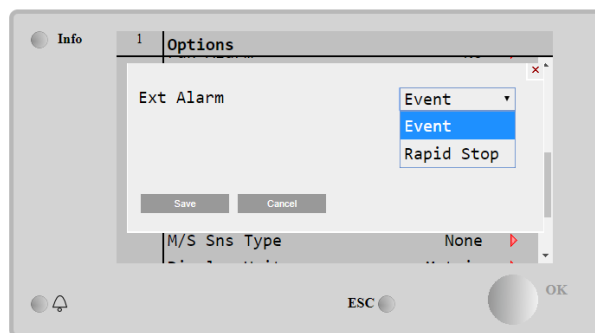 Info
1 Options
Ext Alarm
Event
Event
Rapid Stop
Save Cancel
M/S Sns Type None
ESC
OK